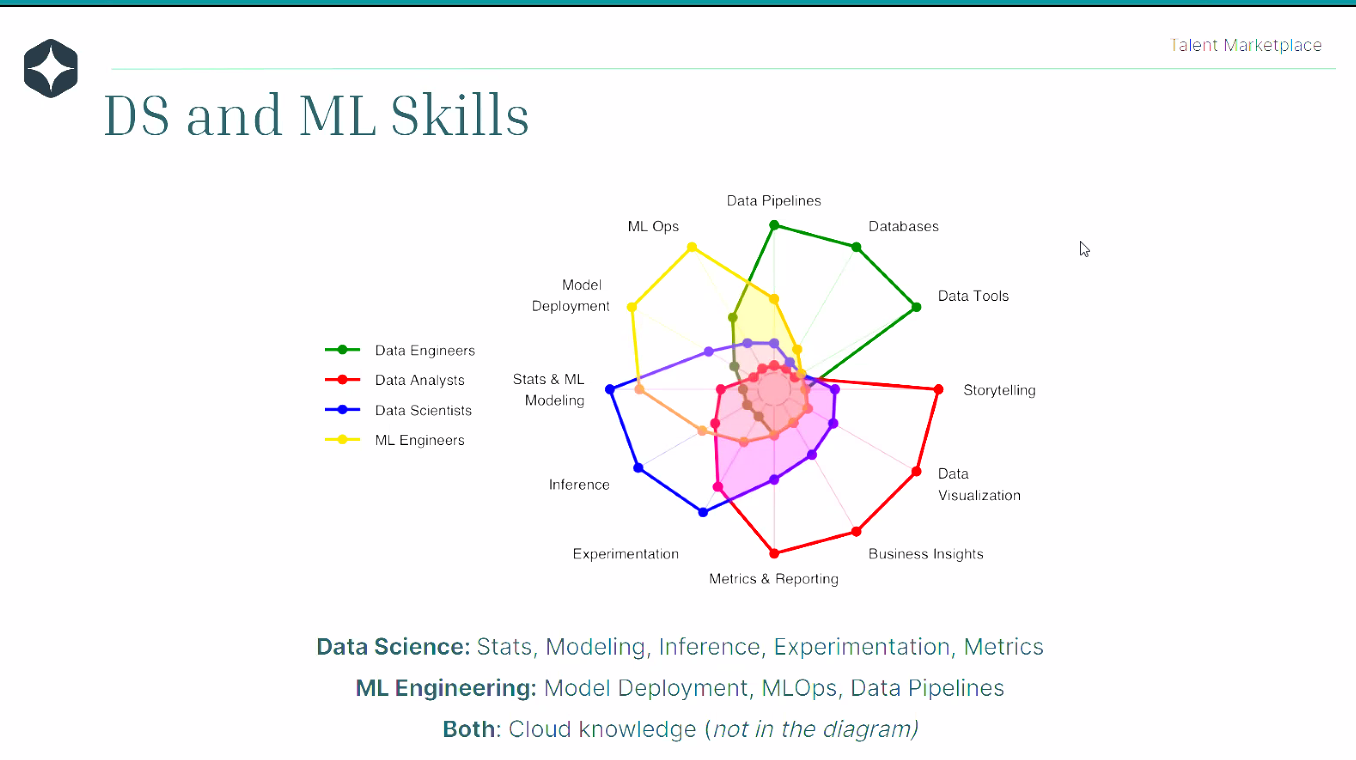 Talent Marketplace
DS and ML Skills
Data Pipelines
ML Ops
Databases
Model
Deployment
Data Tools
Data Engineers
Data Analysts
Data Scientists
ML Engineers
Stats & ML
Modeling
Storytelling
Inference
Data
Visualization
Experimentation
Business Insights
Metrics & Reporting
Data Science: Stats, Modeling, Inference, Experimentation, Metrics
ML Engineering: Model Deployment, MLOps, Data Pipelines
Both: Cloud knowledge (not in the diagram)